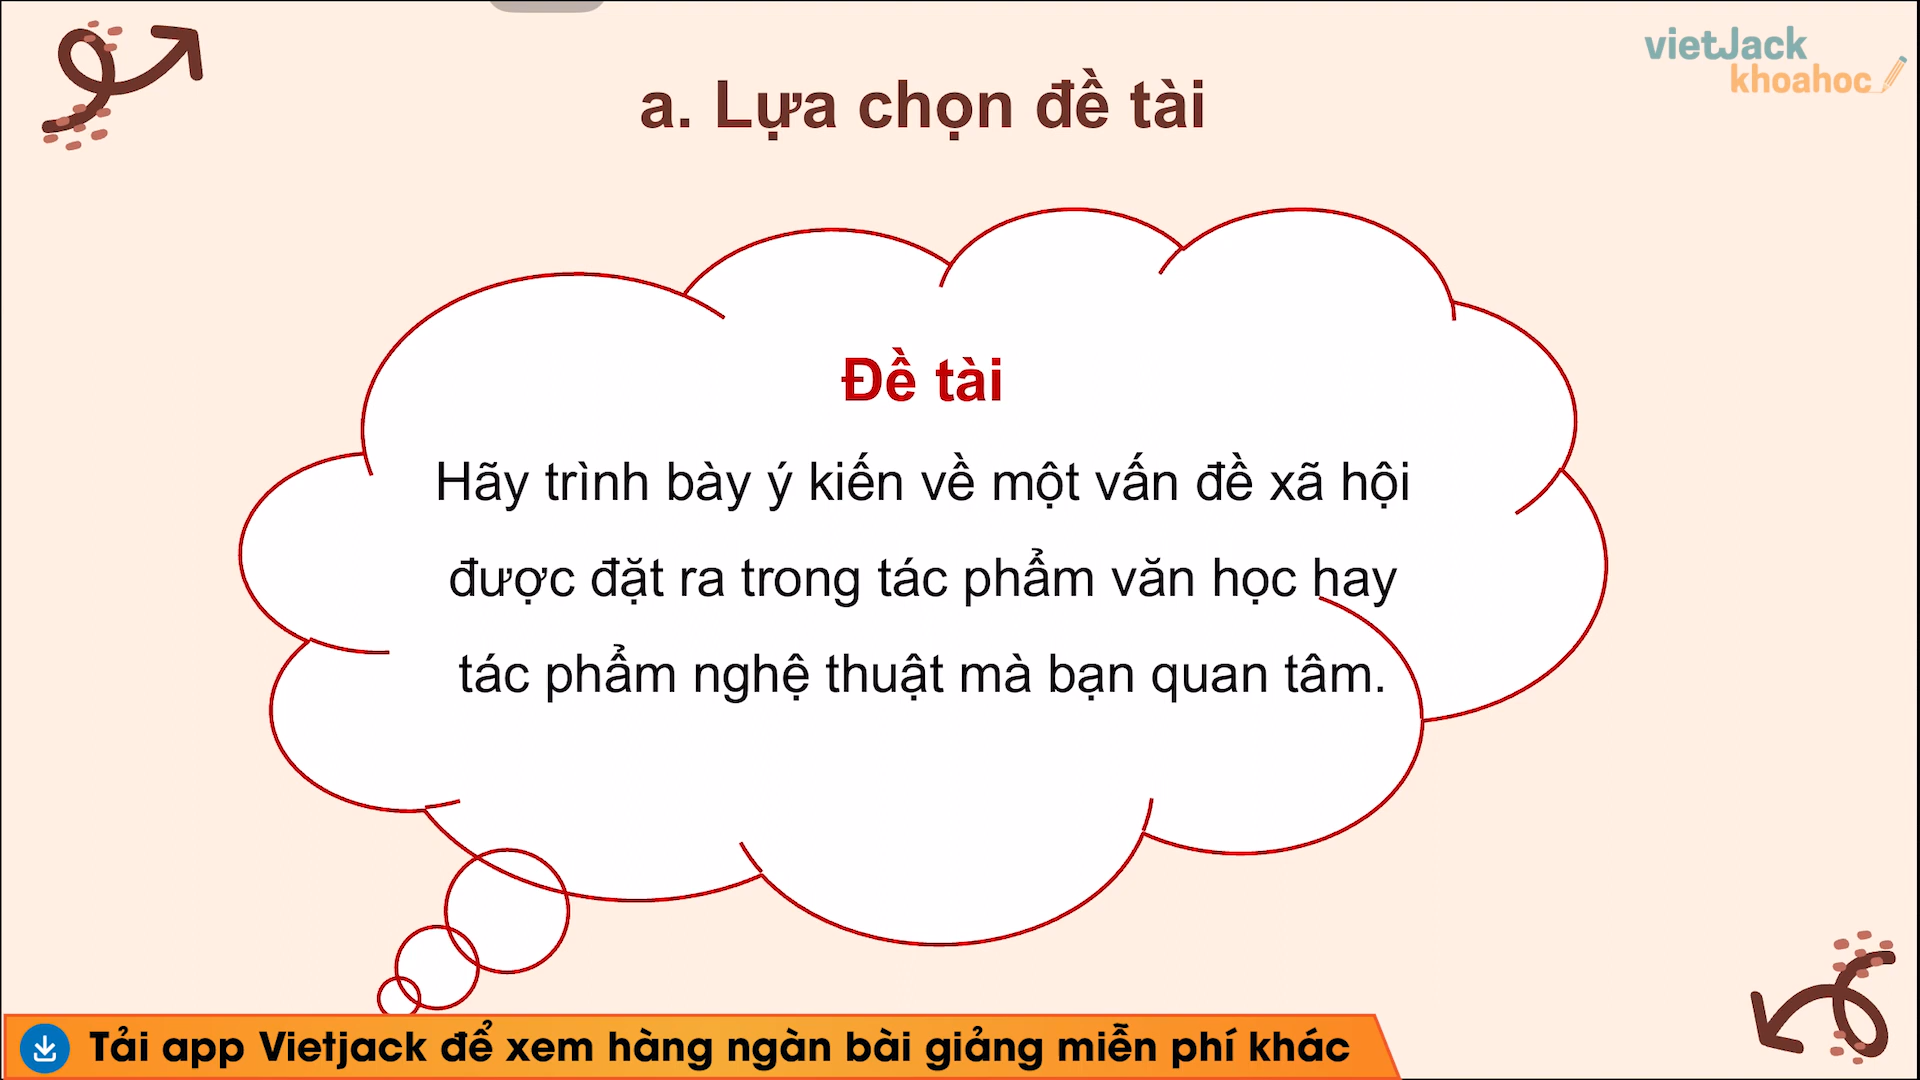 vietJack
khoahoc
a. Lựa chọn đề tài
Đề tài
Hãy trình bày ý kiến về một vấn đề xã hội
được đặt ra trong tác phẩm văn học hay
tác phẩm nghệ thuật mà bạn quan tâm.
Tải app Vietjack để xem hàng ngàn bài giảng miễn phí khác